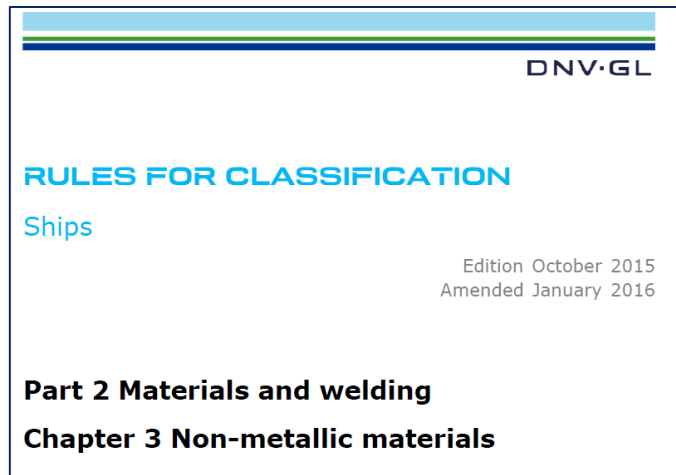 DNV·GL
RULES FOR CLASSIFICATION
Ships
Edition October 2015
Amended January 2016
Part 2 Materials and welding
Chapter 3 Non-metallic materials